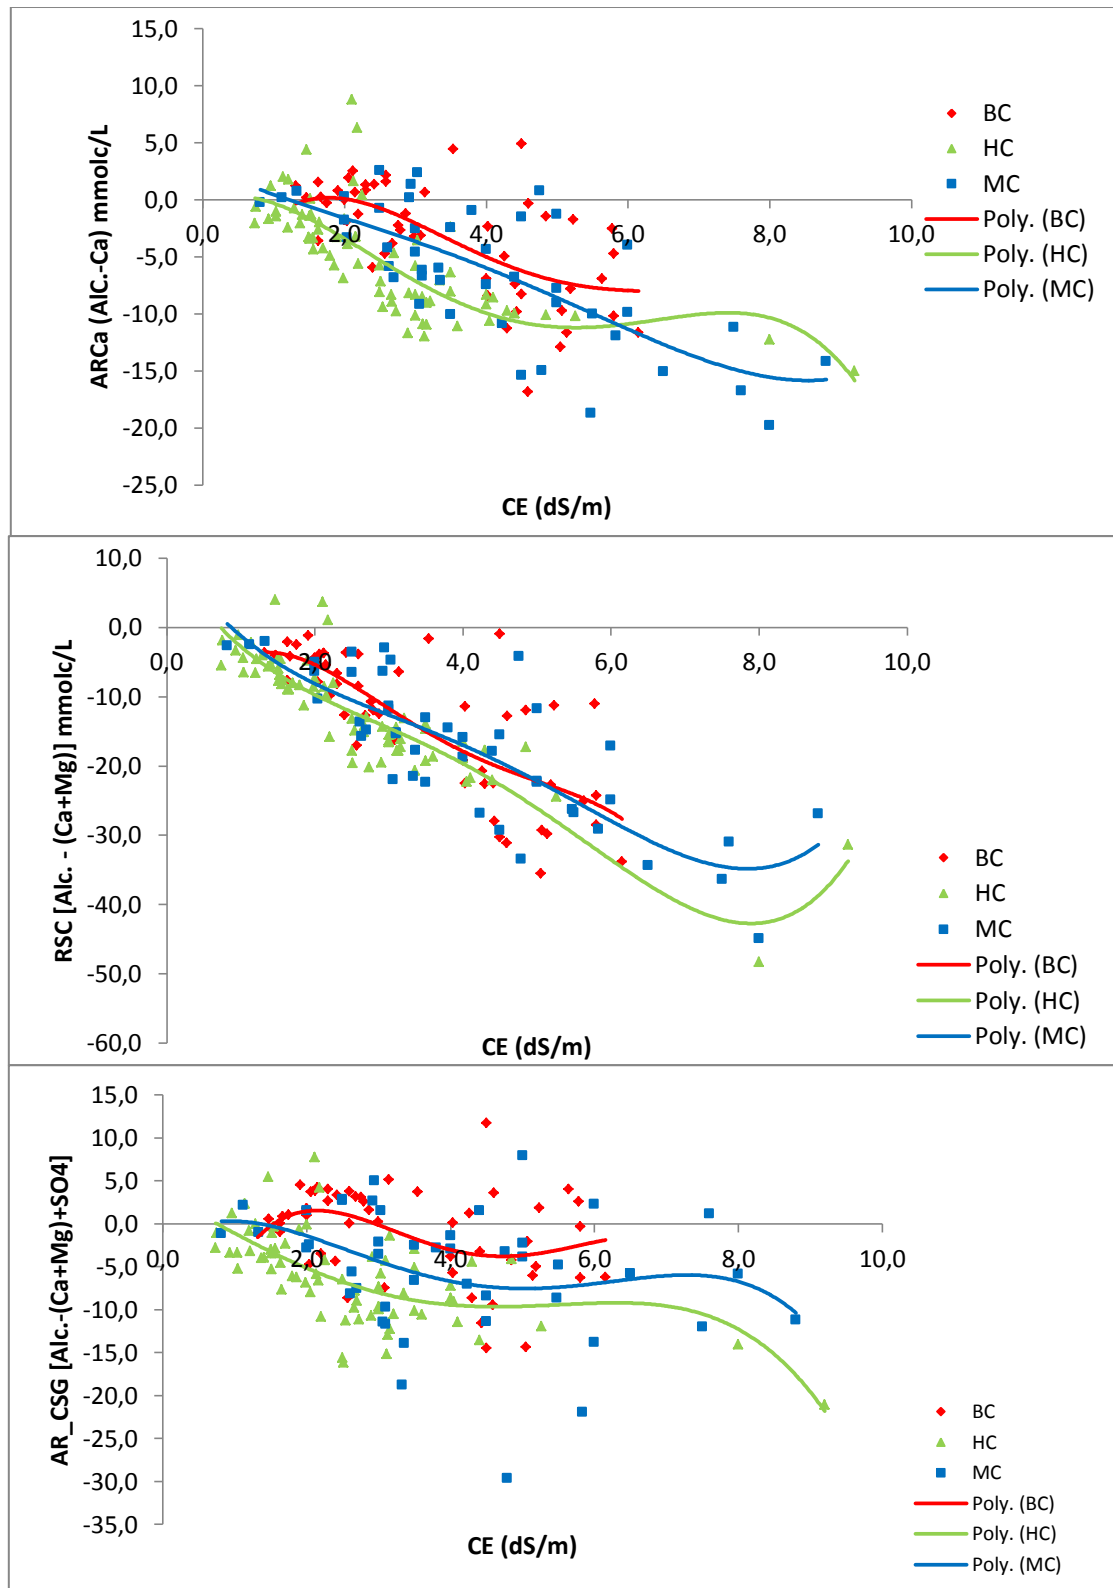 15,0
10,0
5,0
0,0
-5,0
-10,0
-15,0
-20,0
-25,0
0,0 2,0 4,0 6,0 8,0 10,0
ARCa (AlC.-Ca) mmolc/L
CE (dS/m)
BC
HC
MC
Poly. (BC)
Poly. (HC)
Poly. (MC)
10,0
0,0
-10,0
-20,0
-30,0
-40,0
-50,0
-60,0
0,0 2,0 4,0 6,0 8,0 10,0
RSC [Alc. - (Ca+Mg)] mmolc/L
CE (dS/m)
BC
HC
MC
Poly. (BC)
Poly. (HC)
Poly. (MC)
15,0
10,0
5,0
0,0
-5,0
-10,0
-15,0
-20,0
-25,0
-30,0
-35,0
0,0 2,0 4,0 6,0 8,0 10,0
AR_CSG [Alc.-(Ca+Mg)+SO4]
CE (dS/m)
BC
HC
MC
Poly. (BC)
Poly. (HC)
Poly. (MC)